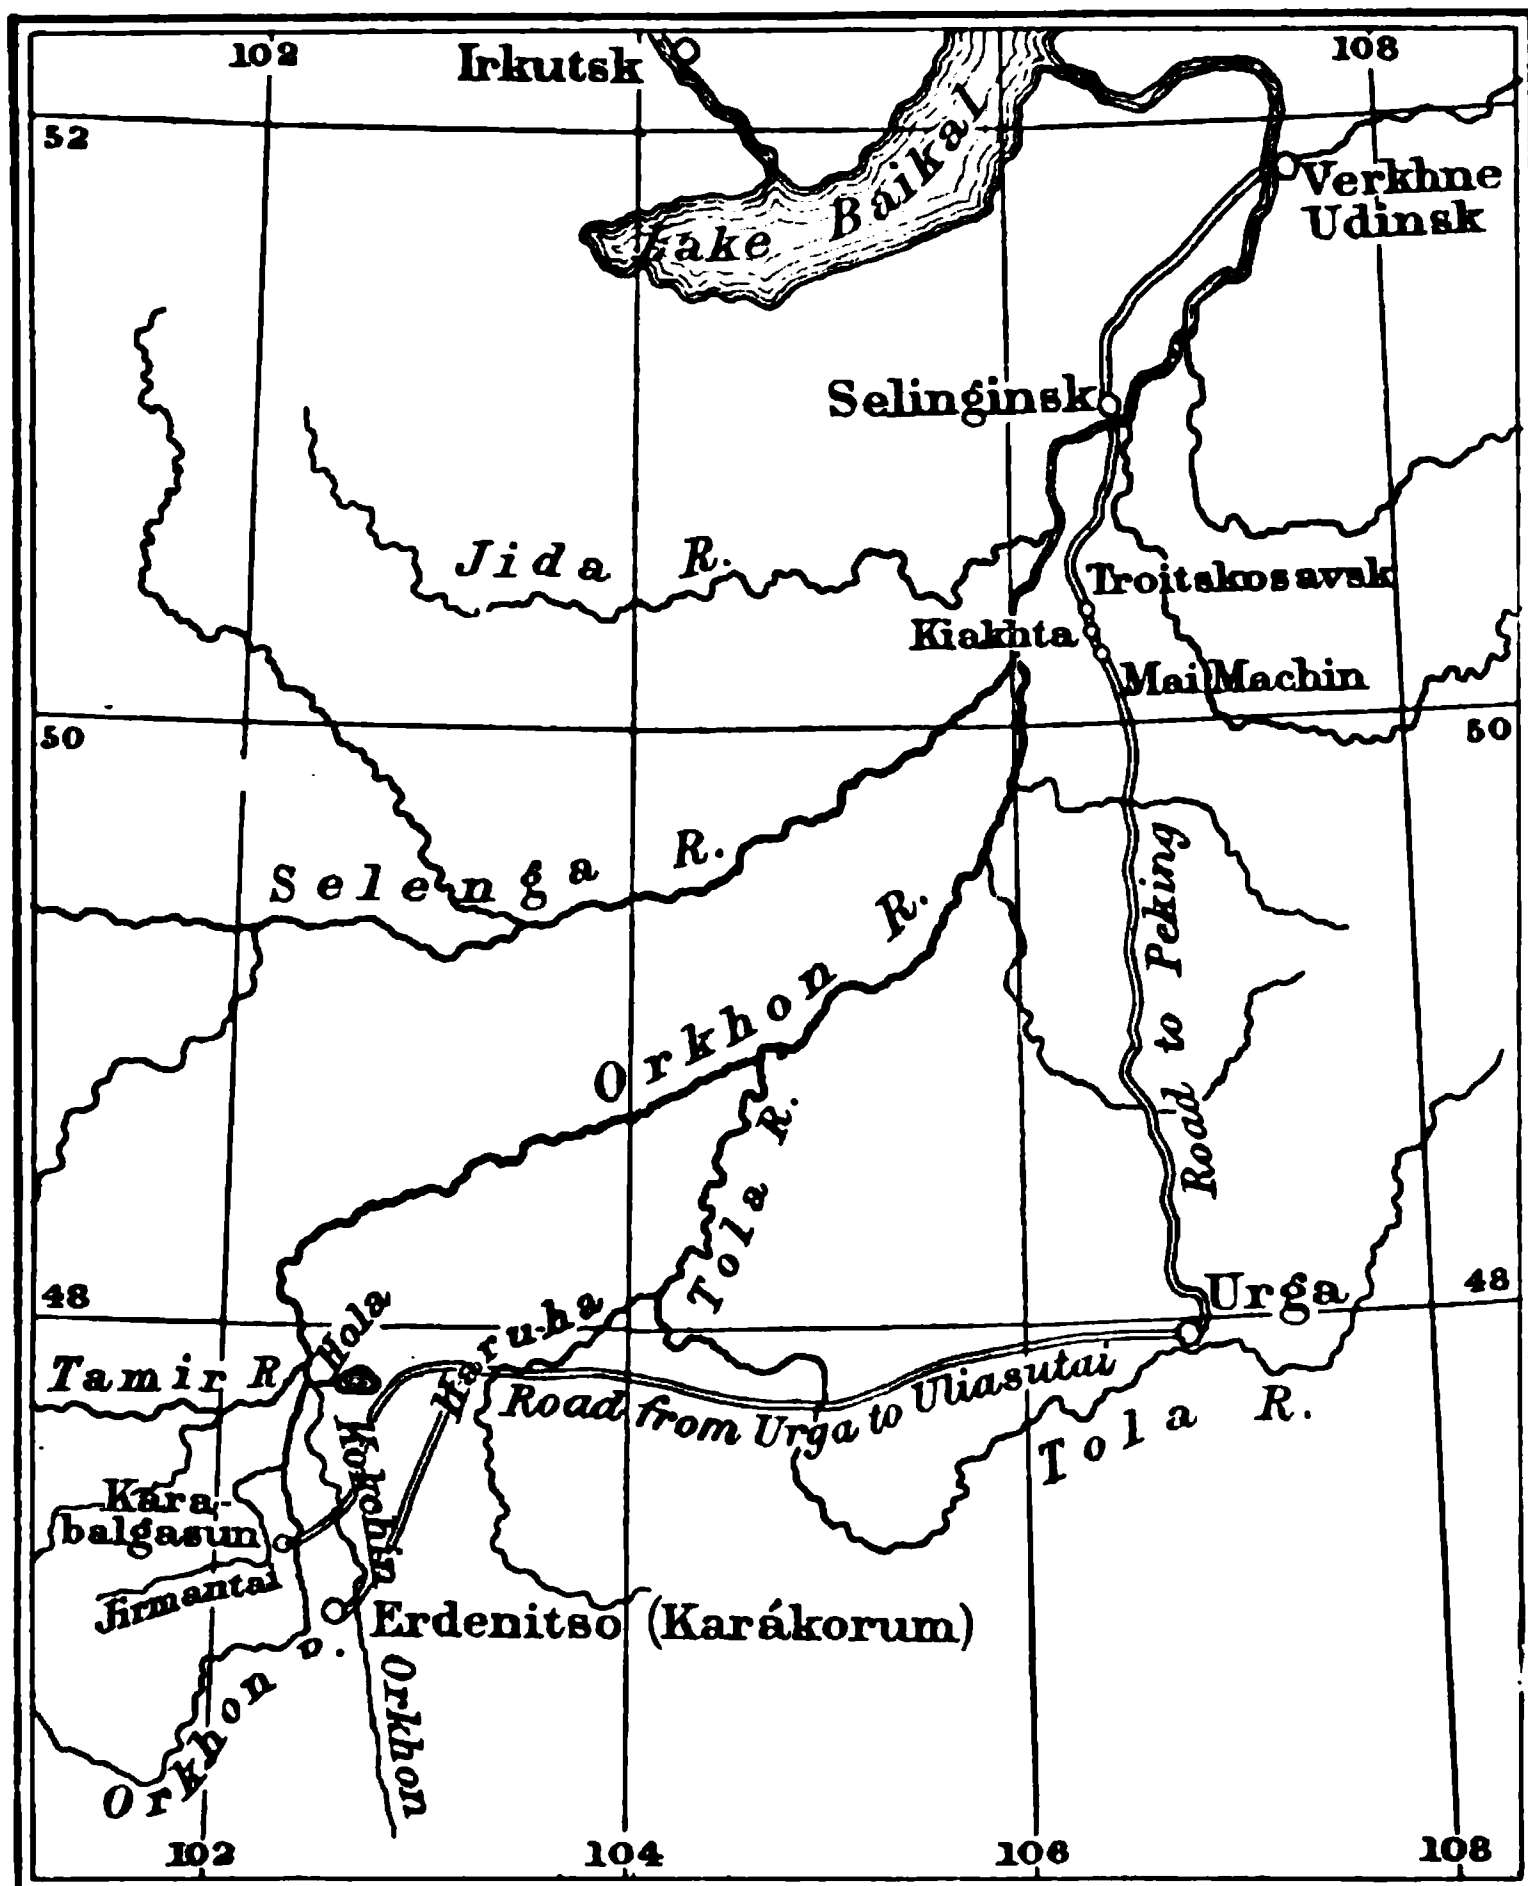 102
Irkutsk
108
52
Lake Baikal
Verkhne
Udinsk
Selinginsk
Jida R.
Troitskosavsk
Kiakhta
Mai Machin
50
50
Selenga R.
Orkhon R.
Road to Peking
Tola R.
48
Urga
48
Hola
Haruha
Tamir R
Road from Urga to Uliasutai
Tola R.
Kokchin Orkhon
Kara-
balgasun
Jirmantai
Erdenitso (Karákorum)
Orkhon
102
104
106
108